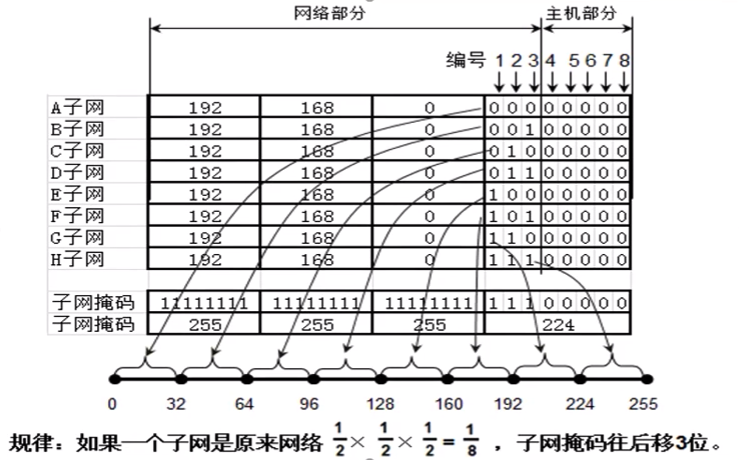 网络部分 主机部分
编号 1 2 3 4 5 6 7 8
A子网 192 168 0 0 0 0 0 0 0 0 0
B子网 192 168 0 0 0 1 0 0 0 0 0
C子网 192 168 0 0 1 0 0 0 0 0 0
D子网 192 168 0 0 1 1 0 0 0 0 0
E子网 192 168 0 1 0 0 0 0 0 0 0
F子网 192 168 0 1 0 1 0 0 0 0 0
G子网 192 168 0 1 1 0 0 0 0 0 0
H子网 192 168 0 1 1 1 0 0 0 0 0
子网掩码 11111111 11111111 11111111 1 1 1 0 0 0 0 0
子网掩码 255 255 255 224
0 32 64 96 128 160 192 224 255
规律：如果一个子网是原来网络 1/2 × 1/2 × 1/2 = 1/8 ，子网掩码往后移3位。